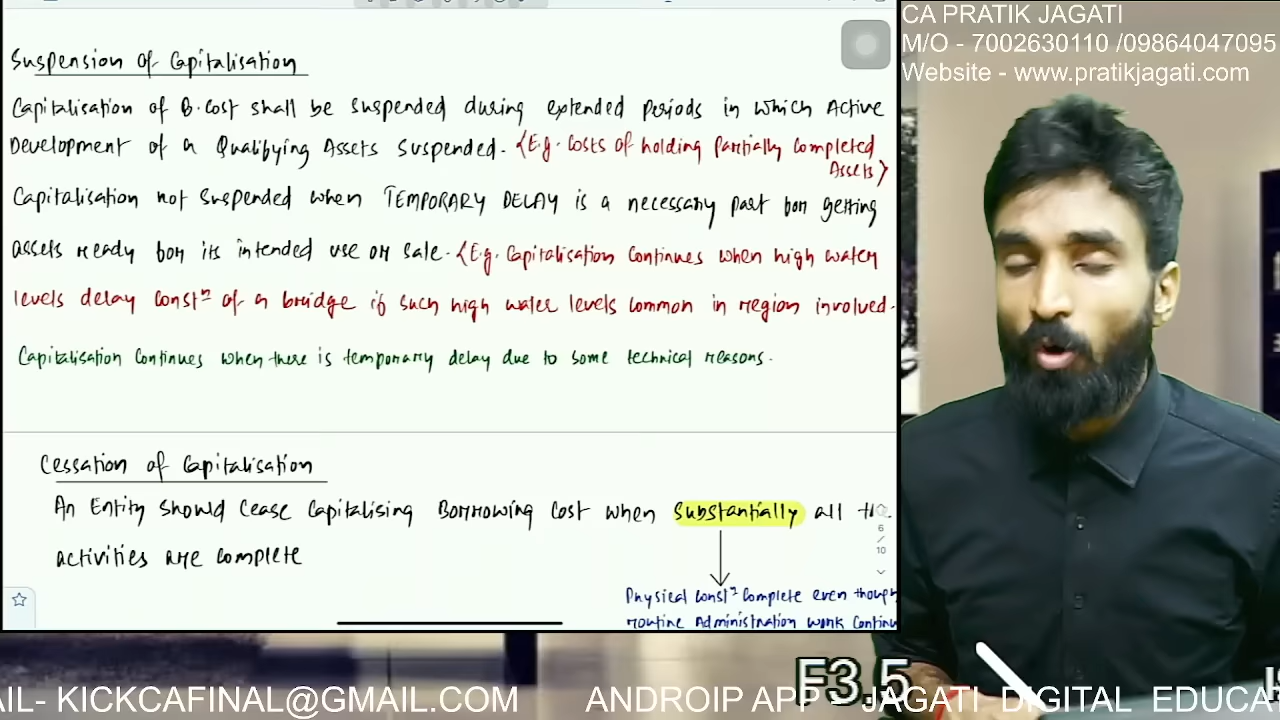 CA PRATIK JAGATI
M/O - 7002630110 /09864047095
Website - www.pratikjagati.com
Suspension of Capitalisation
Capitalisation of B.Cost shall be suspended during extended periods in which Active
Development of a Qualifying Assets suspended. (E.g. Costs of holding partially completed
Assets)
Capitalisation not suspended when TEMPORARY DELAY is a necessary part for getting
assets ready for its intended use or sale. (E.g. Capitalisation continues when high water
levels delay constⁿ of a bridge if such high water levels common in region involved.
Capitalisation continues when there is temporary delay due to some technical reasons.
Cessation of Capitalisation
An Entity should cease capitalising Borrowing cost when substantially all
activities are complete
6
/
10
Physical constⁿ complete even though
routine Administration work
F3.5
AIL- KICKCAFINAL@GMAIL.COM ANDROIP APP - JAGATI DIGITAL EDUCA